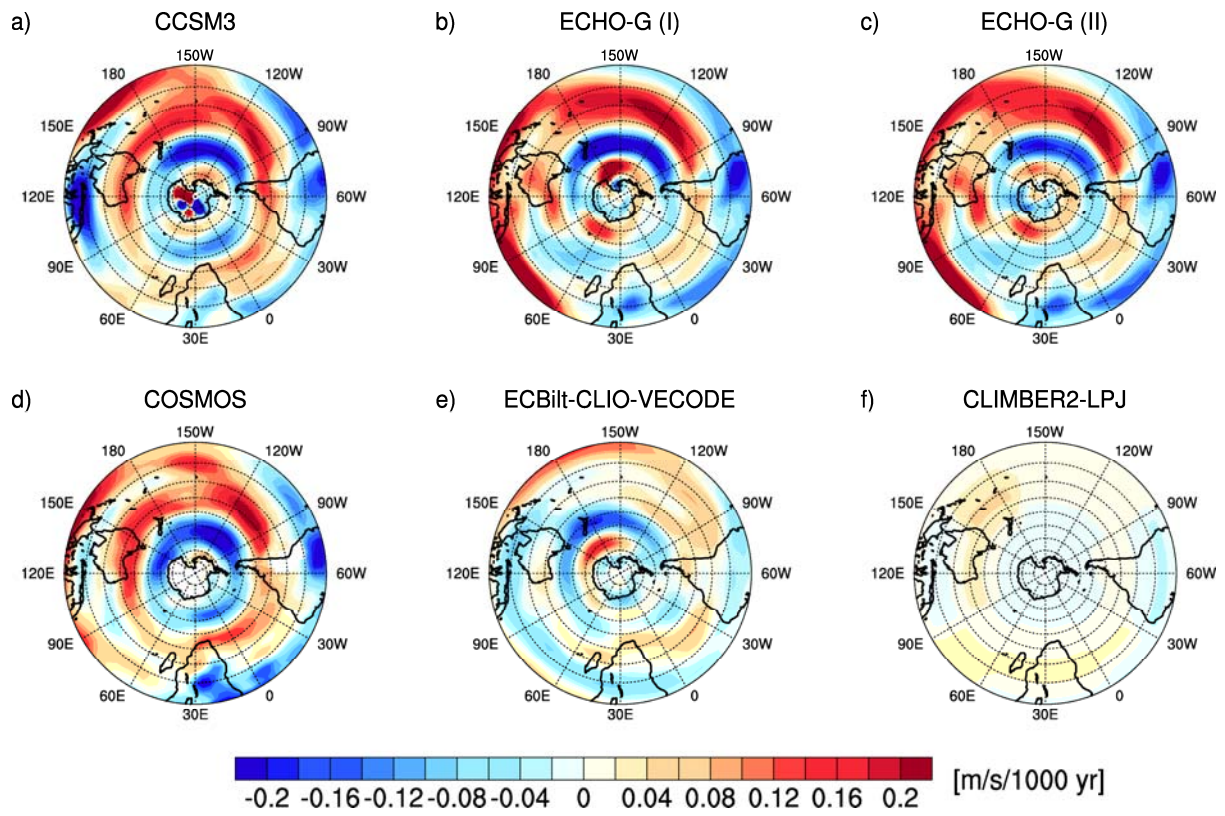 a) CCSM3 b) ECHO-G (I) c) ECHO-G (II)
150W 150W 150W
180 120W 180 120W 180 120W
150E 90W 150E 90W 150E 90W
120E 60W 120E 60W 120E 60W
90E 30W 90E 30W 90E 30W
60E 0 60E 0 60E 0
30E 30E 30E
d) COSMOS e) ECBilt-CLIO-VECODE f) CLIMBER2-LPJ
150W 150W 150W
180 120W 180 120W 180 120W
150E 90W 150E 90W 150E 90W
120E 60W 120E 60W 120E 60W
90E 30W 90E 30W 90E 30W
60E 0 60E 0 60E 0
30E 30E 30E
-0.2 -0.16 -0.12 -0.08 -0.04 0 0.04 0.08 0.12 0.16 0.2 [m/s/1000 yr]